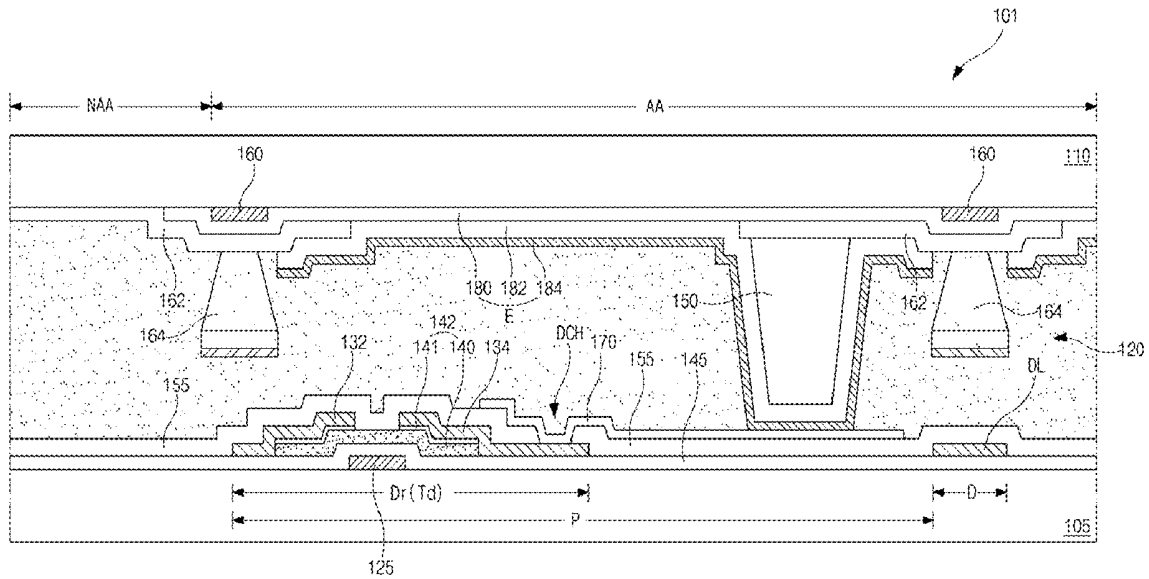 101
NAA AA
160 160 110
162 180 182 184 150 162 164
164 E
142 DCH
132 141 140 134 170 155 145 DL 120
155
Dr(Td) D
P
105
125